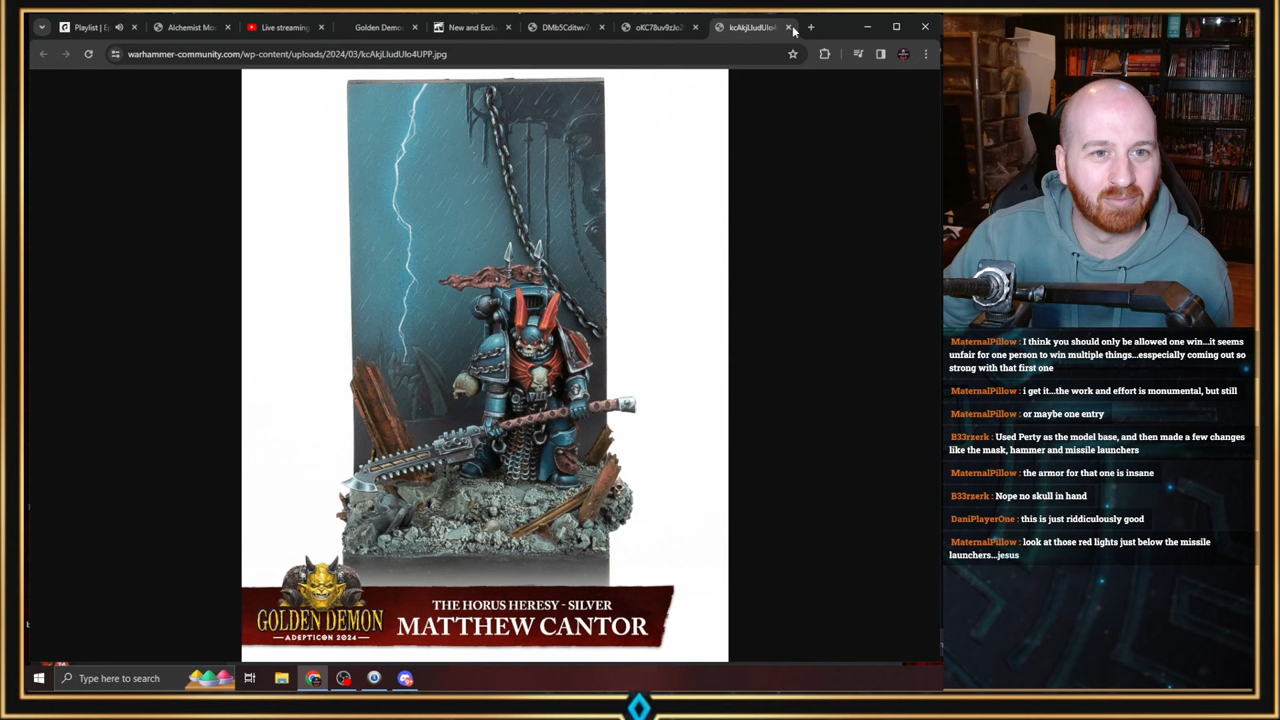 Playlist | E
Alchemist Mo
Live streaming
Golden Demo
New and Exclu
DMb5Cditwv7
oKC78uv9zJo2
kcAkjLludUIo4
warhammer-community.com/wp-content/uploads/2024/03/kcAkjLludUIo4UPP.jpg
VIII
GOLDEN DEMON
ADEPTICON 2024
THE HORUS HERESY - SILVER
MATTHEW CANTOR
MaternalPillow : I think you should only be allowed one win...it seems
unfair for one person to win multiple things...esspecially coming out so
strong with that first one
MaternalPillow : i get it...the work and effort is monumental, but still
MaternalPillow : or maybe one entry
B33rzerk : Used Perty as the model base, and then made a few changes
like the mask, hammer and missile launchers
MaternalPillow : the armor for that one is insane
B33rzerk : Nope no skull in hand
DaniPlayerOne : this is just riddiculously good
MaternalPillow : look at those red lights just below the missile
launchers...jesus
Type here to search